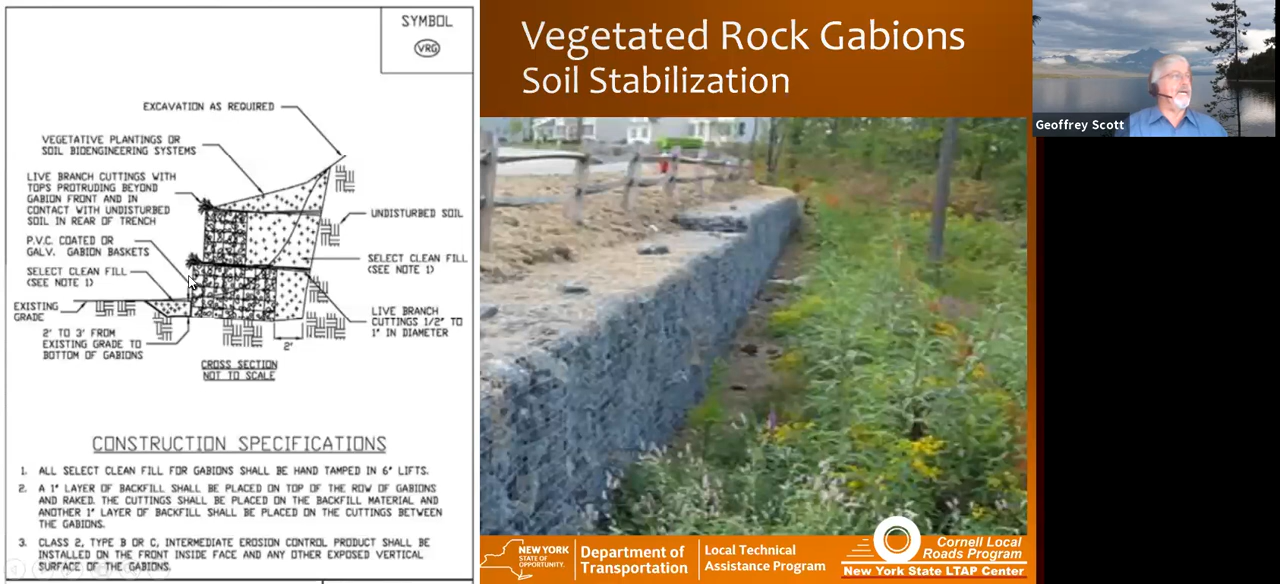 SYMBOL
VRG
EXCAVATION AS REQUIRED
VEGETATIVE PLANTINGS OR
SOIL BIOENGINEERING SYSTEMS
LIVE BRANCH CUTTINGS WITH
TOPS PROTRUDING BEYOND
GABION FRONT AND IN
CONTACT WITH UNDISTURBED
SOIL IN REAR OF TRENCH
P.V.C. COATED OR
GALV. GABION BASKETS
SELECT CLEAN FILL
(SEE NOTE 1)
EXISTING
GRADE
2' TO 3' FROM
EXISTING GRADE TO
BOTTOM OF GABIONS
UNDISTURBED SOIL
SELECT CLEAN FILL
(SEE NOTE 1)
LIVE BRANCH
CUTTINGS 1/2" TO
1" IN DIAMETER
2'
CROSS SECTION
NOT TO SCALE
CONSTRUCTION SPECIFICATIONS
1. ALL SELECT CLEAN FILL FOR GABIONS SHALL BE HAND TAMPED IN 6" LIFTS.
2. A 1" LAYER OF BACKFILL SHALL BE PLACED ON TOP OF THE ROW OF GABIONS
AND RAKED. THE CUTTINGS SHALL BE PLACED ON THE BACKFILL MATERIAL AND
ANOTHER 1" LAYER OF BACKFILL SHALL BE PLACED ON THE CUTTINGS BETWEEN
THE GABIONS.
3. CLASS 2, TYPE B OR C, INTERMEDIATE EROSION CONTROL PRODUCT SHALL BE
INSTALLED ON THE FRONT INSIDE FACE AND ANY OTHER EXPOSED VERTICAL
SURFACE OF THE GABIONS.
Vegetated Rock Gabions
Soil Stabilization
Geoffrey Scott
NEW YORK
STATE OF
OPPORTUNITY.
Department of
Transportation
Local Technical
Assistance Program
Cornell Local
Roads Program
New York State LTAP Center